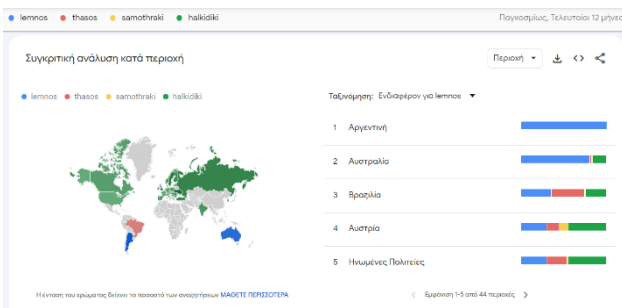 lemnos thasos samothraki halkidiki Παγκοσμίως, Τελευταίοι 12 μήνες
Συγκριτική ανάλυση κατά περιοχή
Περιοχή
lemnos thasos samothraki halkidiki
Ταξινόμηση: Ενδιαφέρον για lemnos
1 Αργεντινή
2 Αυστραλία
3 Βραζιλία
4 Αυστρία
5 Ηνωμένες Πολιτείες
Η ένταση του χρώματος δείχνει το ποσοστό των αναζητήσεων ΜΑΘΕΤΕ ΠΕΡΙΣΣΟΤΕΡΑ
Εμφάνιση 1-5 από 44 περιοχές